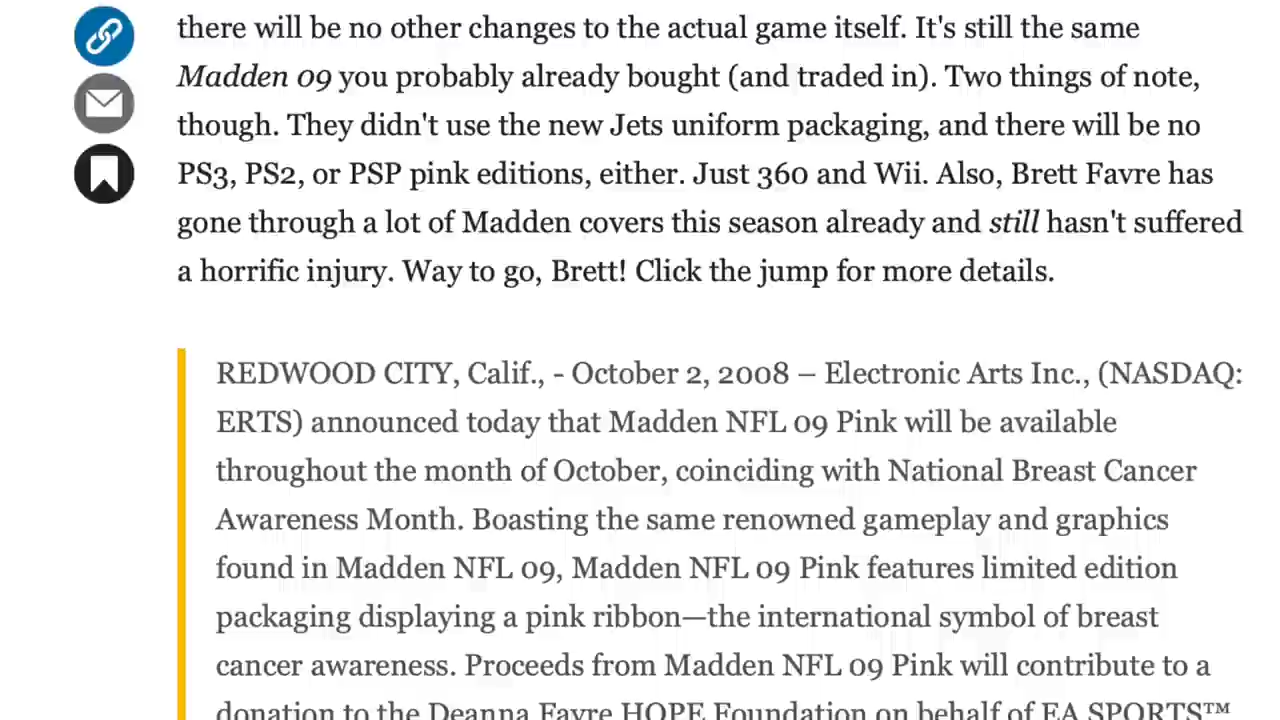 there will be no other changes to the actual game itself. It's still the same
Madden 09 you probably already bought (and traded in). Two things of note,
though. They didn't use the new Jets uniform packaging, and there will be no
PS3, PS2, or PSP pink editions, either. Just 360 and Wii. Also, Brett Favre has
gone through a lot of Madden covers this season already and still hasn't suffered
a horrific injury. Way to go, Brett! Click the jump for more details.
REDWOOD CITY, Calif., - October 2, 2008 – Electronic Arts Inc., (NASDAQ:
ERTS) announced today that Madden NFL 09 Pink will be available
throughout the month of October, coinciding with National Breast Cancer
Awareness Month. Boasting the same renowned gameplay and graphics
found in Madden NFL 09, Madden NFL 09 Pink features limited edition
packaging displaying a pink ribbon—the international symbol of breast
cancer awareness. Proceeds from Madden NFL 09 Pink will contribute to a
donation to the Deanna Favre HOPE Foundation on behalf of EA SPORTS™